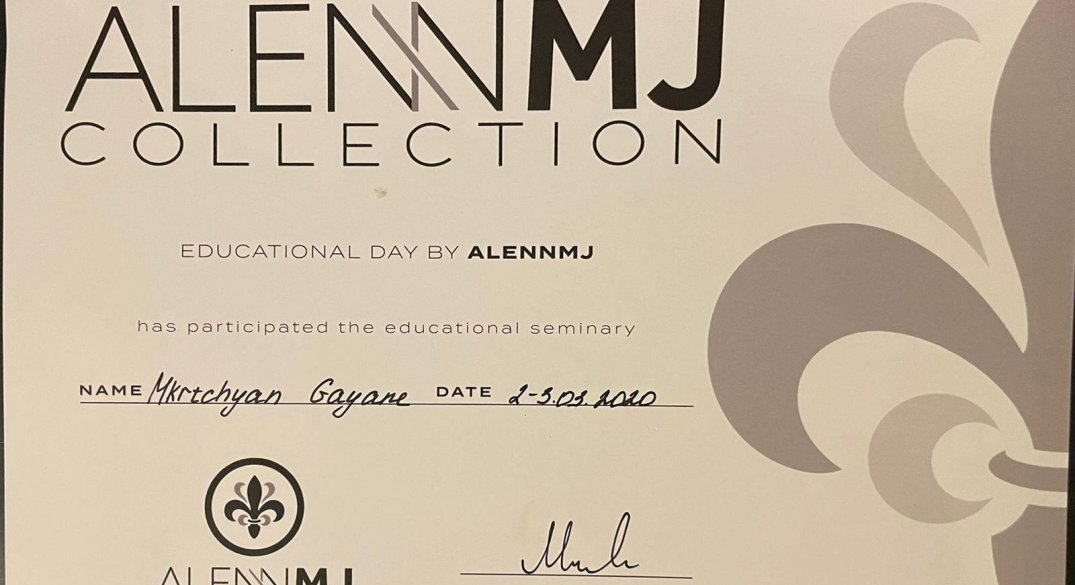 ALENNMJ
COLLECTION
EDUCATIONAL DAY BY ALENNMJ
has participated the educational seminary
NAME Mkrtchyan Gayane DATE 2-3.03.2020
ALENNMJ